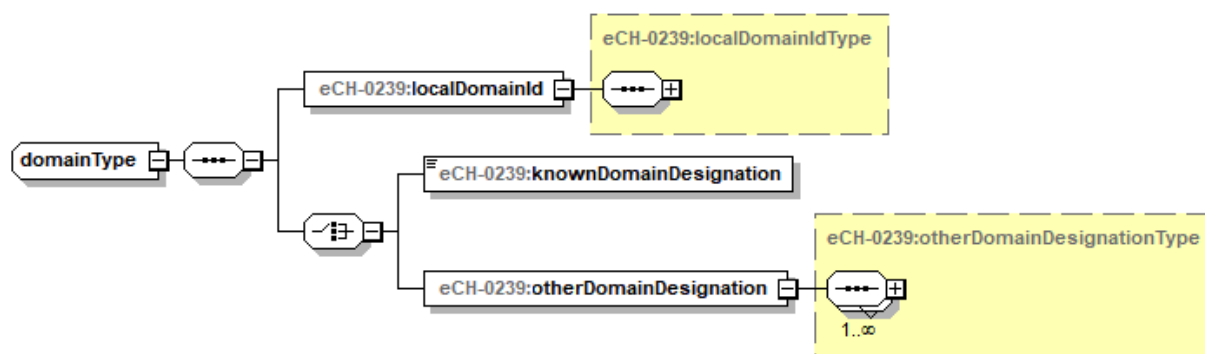 eCH-0239:localDomainIdType
eCH-0239:localDomainId
domainType
eCH-0239:knownDomainDesignation
eCH-0239:otherDomainDesignationType
eCH-0239:otherDomainDesignation
1..∞